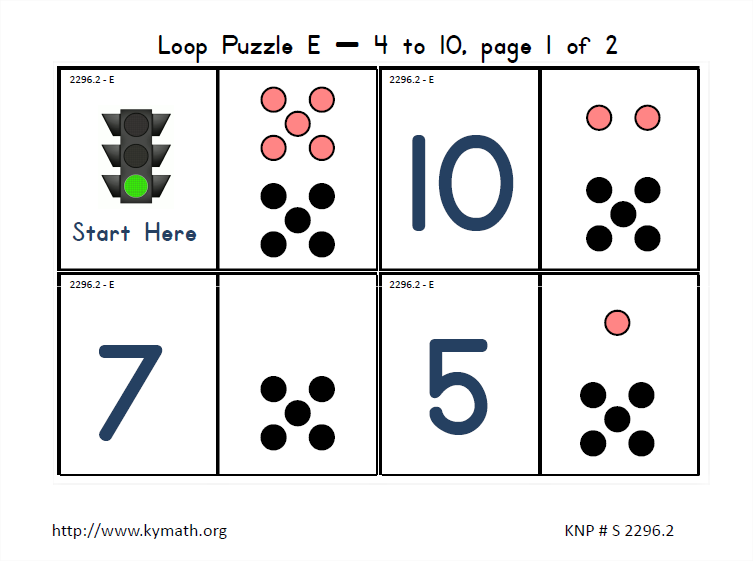 Loop Puzzle E — 4 to 10, page 1 of 2
2296.2 - E
Start Here
2296.2 - E
10
2296.2 - E
7
2296.2 - E
5
http://www.kymath.org
KNP # S 2296.2